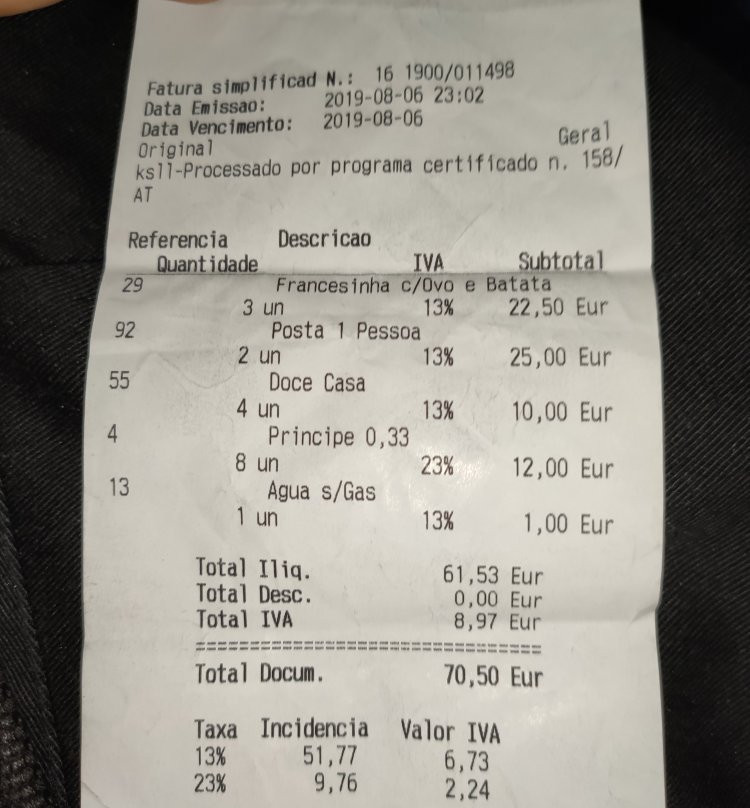 Fatura simplificad N.: 16 1900/011498
Data Emissao: 2019-08-06 23:02
Data Vencimento: 2019-08-06
Geral
Original
ksll-Processado por programa certificado n. 158/
AT
Referencia Descricao
Quantidade IVA Subtotal
29 Francesinha c/Ovo e Batata
3 un 13% 22,50 Eur
92 Posta 1 Pessoa
2 un 13% 25,00 Eur
55 Doce Casa
4 un 13% 10,00 Eur
4 Principe 0,33
8 un 23% 12,00 Eur
13 Agua s/Gas
1 un 13% 1,00 Eur
Total Iliq. 61,53 Eur
Total Desc. 0,00 Eur
Total IVA 8,97 Eur
================================
Total Docum. 70,50 Eur
Taxa Incidencia Valor IVA
13% 51,77 6,73
23% 9,76 2,24